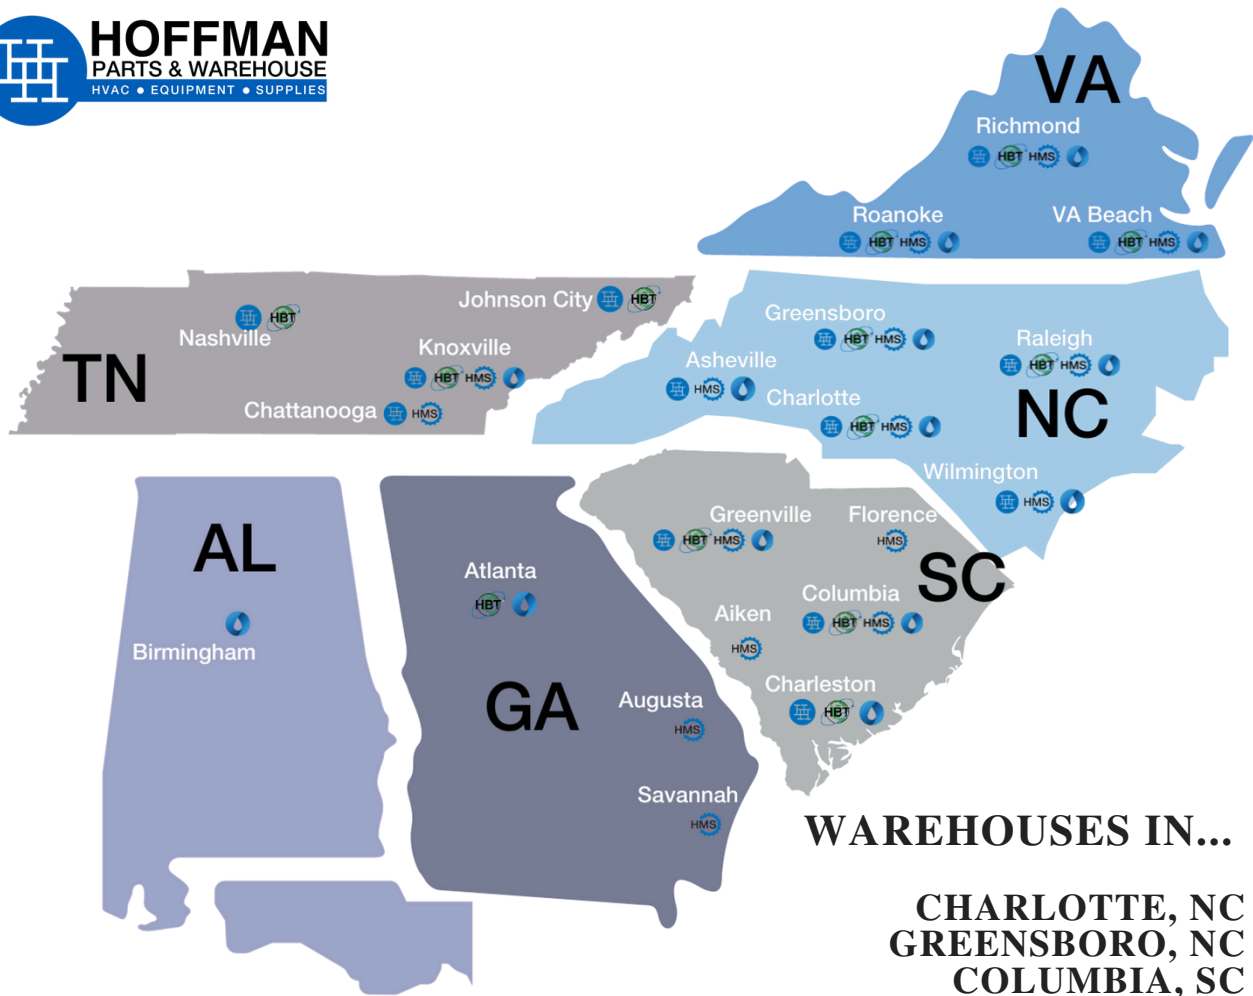 HOFFMAN
PARTS & WAREHOUSE
HVAC ● EQUIPMENT ● SUPPLIES
VA
Richmond
HBT HMS
Roanoke
HBT HMS
VA Beach
HBT HMS
TN
Johnson City HBT
Nashville
HBT
Knoxville
HBT HMS
Chattanooga HMS
NC
Greensboro
HBT HMS
Raleigh
HBT HMS
Asheville
HMS
Charlotte
HBT HMS
Wilmington
HMS
AL
Birmingham
GA
Atlanta
HBT
Augusta
HMS
Savannah
HMS
SC
Greenville
HBT HMS
Florence
HMS
Columbia
HBT HMS
Aiken
HMS
Charleston
HBT
WAREHOUSES IN...
CHARLOTTE, NC
GREENSBORO, NC
COLUMBIA, SC